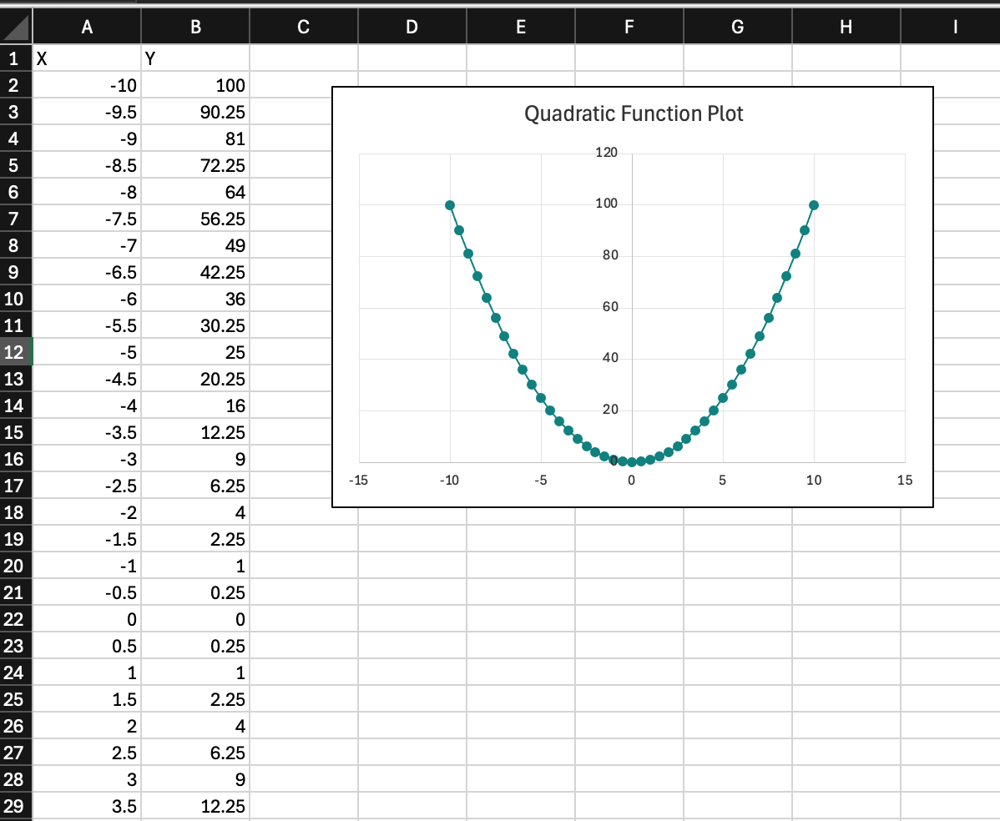 A B C D E F G H I
1 X Y
2 -10 100
3 -9.5 90.25
4 -9 81
5 -8.5 72.25
6 -8 64
7 -7.5 56.25
8 -7 49
9 -6.5 42.25
10 -6 36
11 -5.5 30.25
12 -5 25
13 -4.5 20.25
14 -4 16
15 -3.5 12.25
16 -3 9
17 -2.5 6.25
18 -2 4
19 -1.5 2.25
20 -1 1
21 -0.5 0.25
22 0 0
23 0.5 0.25
24 1 1
25 1.5 2.25
26 2 4
27 2.5 6.25
28 3 9
29 3.5 12.25
Quadratic Function Plot
120
100
80
60
40
20
0
-15 -10 -5 0 5 10 15